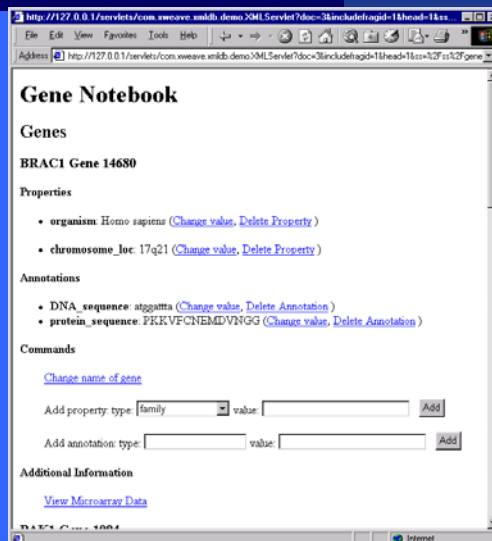 http://127.0.0.1/servlets/com.xweave.xmldb.demo.XMLServlet?doc=3&includefragid=1&head=1&ss...
File Edit View Favorites Tools Help
Address http://127.0.0.1/servlets/com.xweave.xmldb.demo.XMLServlet?doc=3&includefragid=1&head=1&ss=%2Fss%2Fgene
Gene Notebook
Genes
BRAC1 Gene 14680
Properties
• organism: Homo sapiens (Change value, Delete Property )
• chromosome_loc: 17q21 (Change value, Delete Property )
Annotations
• DNA_sequence: atggattta (Change value, Delete Annotation )
• protein_sequence: PKKVFCNEMDVNGG (Change value, Delete Annotation )
Commands
Change name of gene
Add property: type: family value: Add
Add annotation: type: value: Add
Additional Information
View Microarray Data
Internet